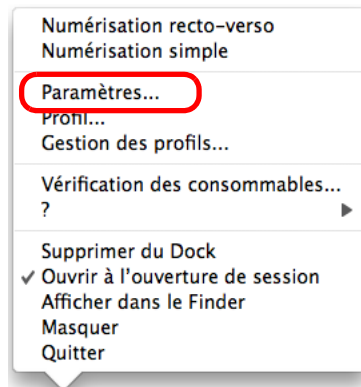 Numérisation recto-verso
Numérisation simple
Paramètres...
Profil...
Gestion des profils...
Vérification des consommables...
?
Supprimer du Dock
✓ Ouvrir à l'ouverture de session
Afficher dans le Finder
Masquer
Quitter